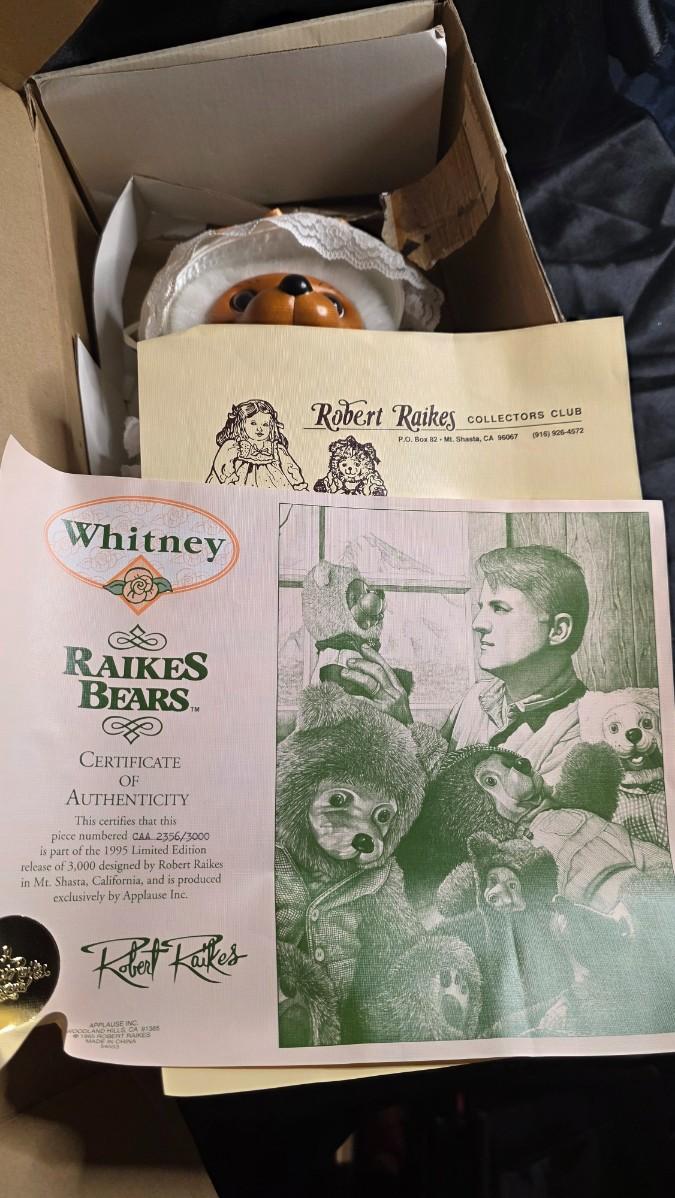 Robert Raikes COLLECTORS CLUB
P.O. Box 82 • Mt. Shasta, CA 96067 (916) 926-4572
Whitney
RAIKES
BEARS™
CERTIFICATE
OF
AUTHENTICITY
This certifies that this
piece numbered CAA 2356/3000
is part of the 1995 Limited Edition
release of 3,000 designed by Robert Raikes
in Mt. Shasta, California, and is produced
exclusively by Applause Inc.
Robert Raikes
APPLAUSE INC.
WOODLAND HILLS, CA 91365
© 1995 ROBERT RAIKES
MADE IN CHINA